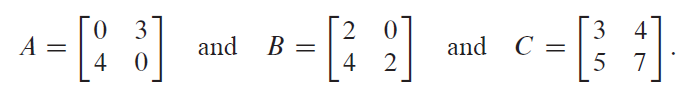 A = [0 3; 4 0] and B = [2 0; 4 2] and C = [3 4; 5 7].